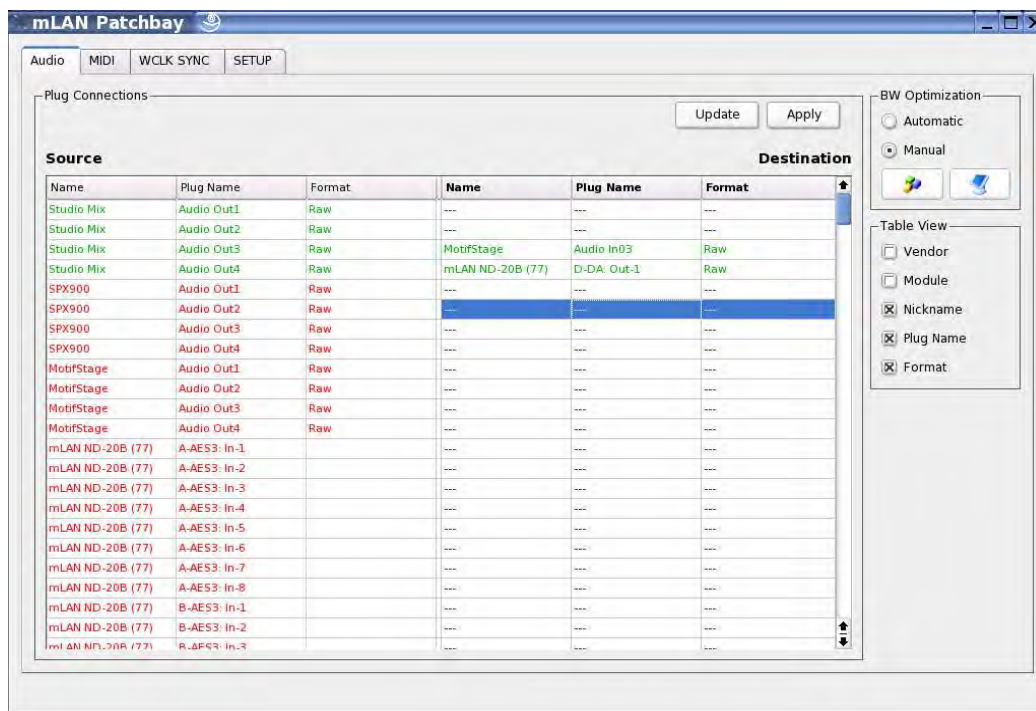 mLAN Patchbay
Audio MIDI WCLK SYNC SETUP
Plug Connections
Update Apply
Source Destination
Name Plug Name Format Name Plug Name Format
Studio Mix Audio Out1 Raw --- --- ---
Studio Mix Audio Out2 Raw --- --- ---
Studio Mix Audio Out3 Raw MotifStage Audio In03 Raw
Studio Mix Audio Out4 Raw mLAN ND-20B (77) D-DA: Out-1 Raw
SPX900 Audio Out1 Raw --- --- ---
SPX900 Audio Out2 Raw --- --- ---
SPX900 Audio Out3 Raw --- --- ---
SPX900 Audio Out4 Raw --- --- ---
MotifStage Audio Out1 Raw --- --- ---
MotifStage Audio Out2 Raw --- --- ---
MotifStage Audio Out3 Raw --- --- ---
MotifStage Audio Out4 Raw --- --- ---
mLAN ND-20B (77) A-AES3: In-1 --- --- ---
mLAN ND-20B (77) A-AES3: In-2 --- --- ---
mLAN ND-20B (77) A-AES3: In-3 --- --- ---
mLAN ND-20B (77) A-AES3: In-4 --- --- ---
mLAN ND-20B (77) A-AES3: In-5 --- --- ---
mLAN ND-20B (77) A-AES3: In-6 --- --- ---
mLAN ND-20B (77) A-AES3: In-7 --- --- ---
mLAN ND-20B (77) A-AES3: In-8 --- --- ---
mLAN ND-20B (77) B-AES3: In-1 --- --- ---
mLAN ND-20B (77) B-AES3: In-2 --- --- ---
mLAN ND-20B (77) B-AES3: In-3 --- --- ---
BW Optimization
Automatic
Manual
Table View
Vendor
Module
Nickname
Plug Name
Format